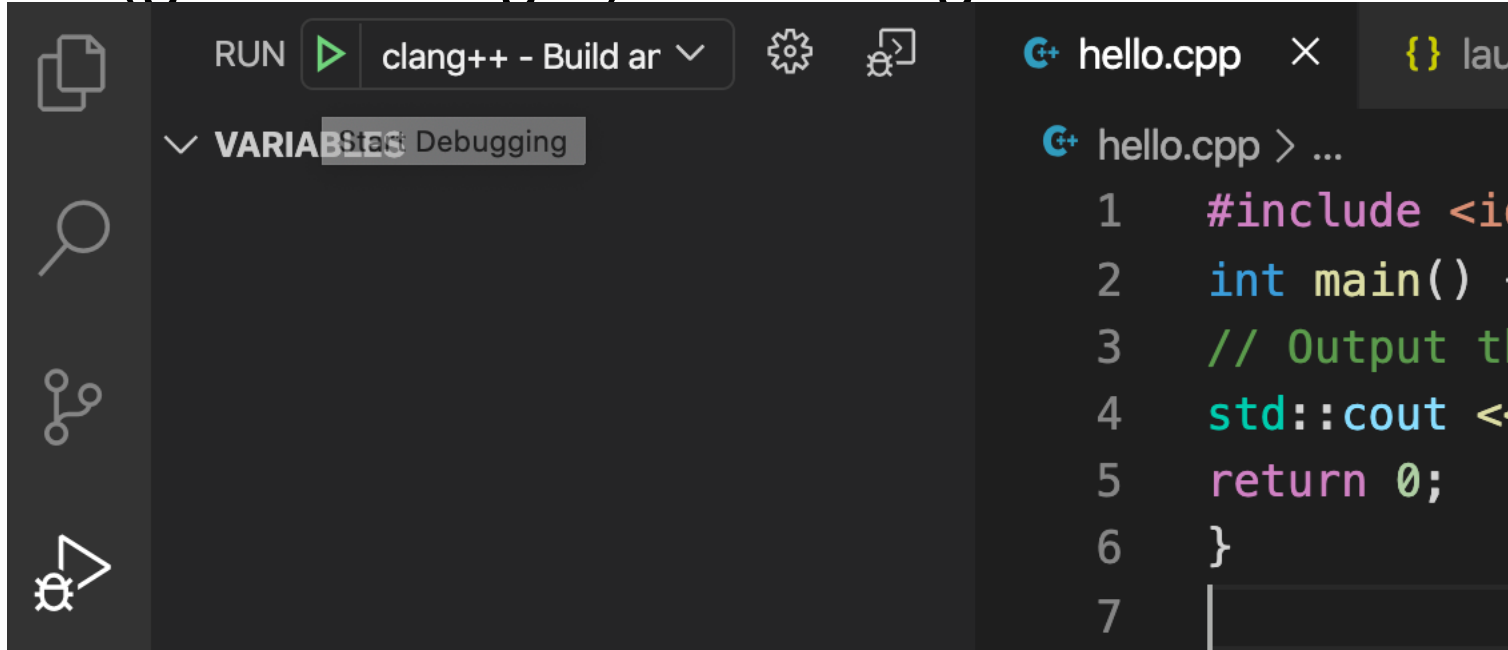 RUN clang++ - Build ar
VARIABLES
Start Debugging
hello.cpp
{} lau
hello.cpp > ...
1 #include <i
2 int main()
3 // Output t
4 std::cout <<
5 return 0;
6 }
7